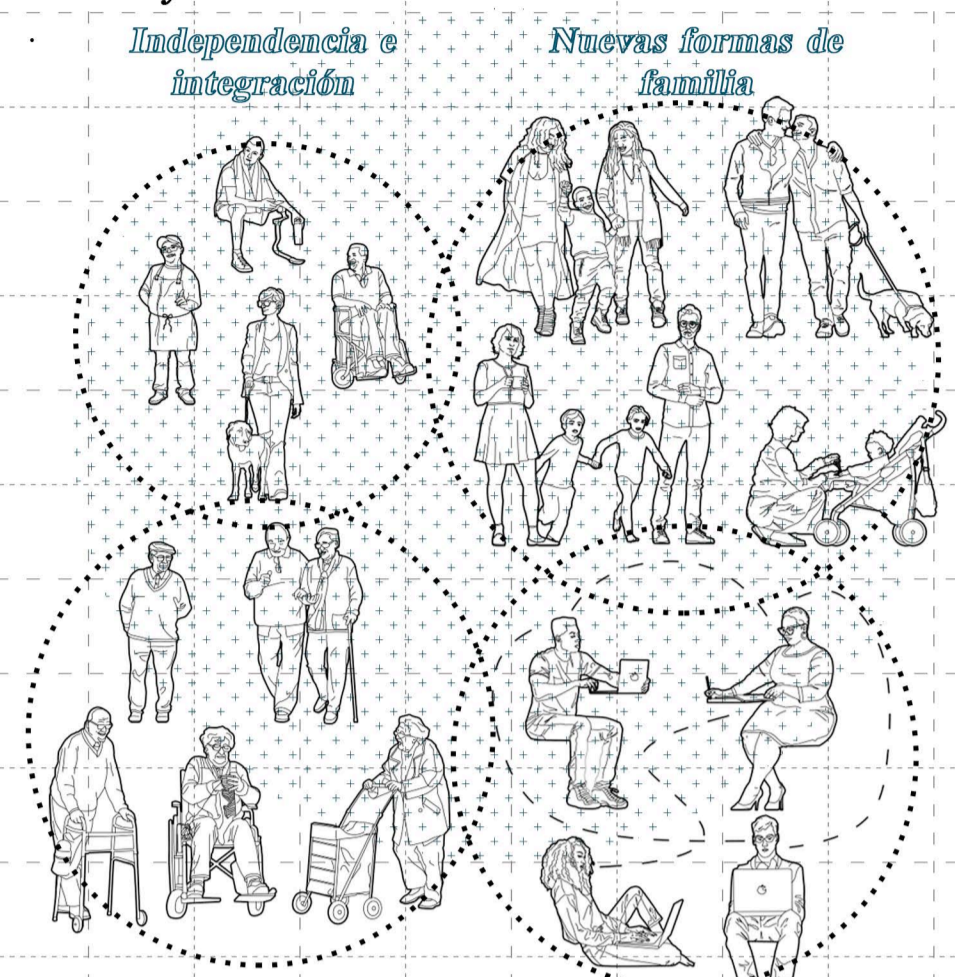 Independencia e
integración
Nuevas formas de
familia